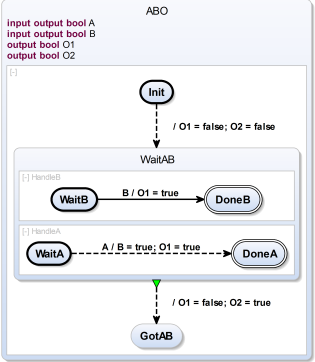 ABO
input output bool A
input output bool B
output bool O1
output bool O2
[-]
Init
/ O1 = false; O2 = false
WaitAB
[-] HandleB
WaitB
B / O1 = true
DoneB
[-] HandleA
WaitA
A / B = true; O1 = true
DoneA
/ O1 = false; O2 = true
GotAB